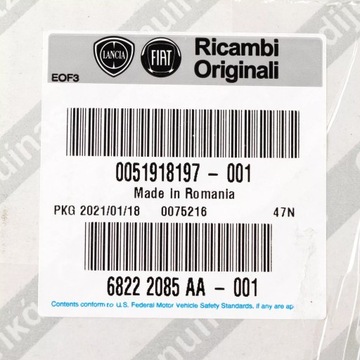 LANCIA FIAT Ricambi
Originali
EOF3
0051918197 - 001
Made In Romania
PKG 2021/01/18 0075216 47N
6822 2085 AA - 001
Contents conform to U.S. Federal Motor Vehicle Safety Standards, if any are ap